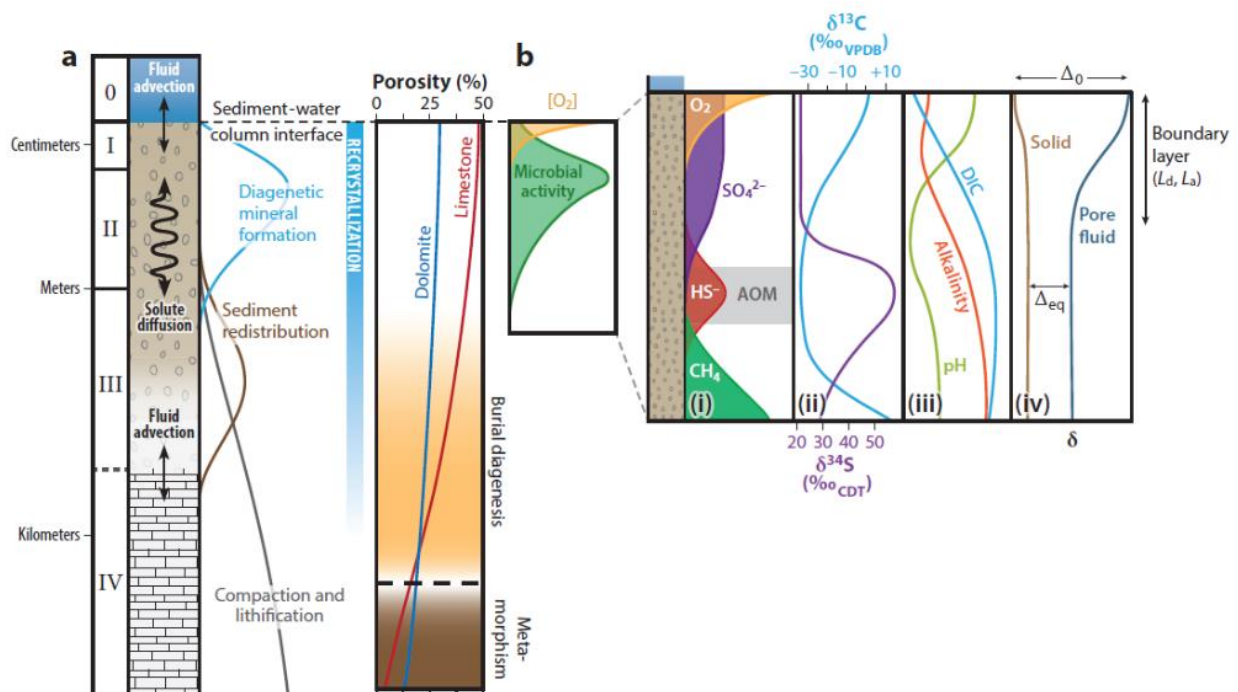 a
0
I
II
III
IV
Centimeters
Meters
Kilometers
Fluid
advection
Solute
diffusion
Fluid
advection
Sediment-water
column interface
Diagenetic
mineral
formation
Sediment
redistribution
Compaction and
lithification
RECRYSTALLIZATION
Porosity (%)
0 25 50
Dolomite
Limestone
Burial diagenesis
Meta-
morphism
b
[O₂]
Microbial
activity
O₂
SO₄²⁻
HS⁻
AOM
CH₄
(i)
δ¹³C
(‰VPDB)
−30 −10 +10
(ii)
20 30 40 50
δ³⁴S
(‰CDT)
DIC
Alkalinity
pH
(iii)
Δ₀
Solid
Pore
fluid
Δeq
(iv)
δ
Boundary
layer
(Ld, La)